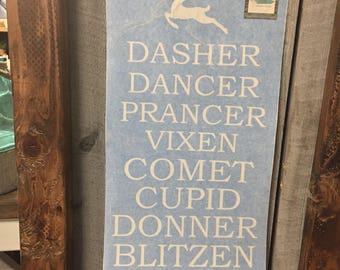 DASHER
DANCER
PRANCER
VIXEN
COMET
CUPID
DONNER
BLITZEN